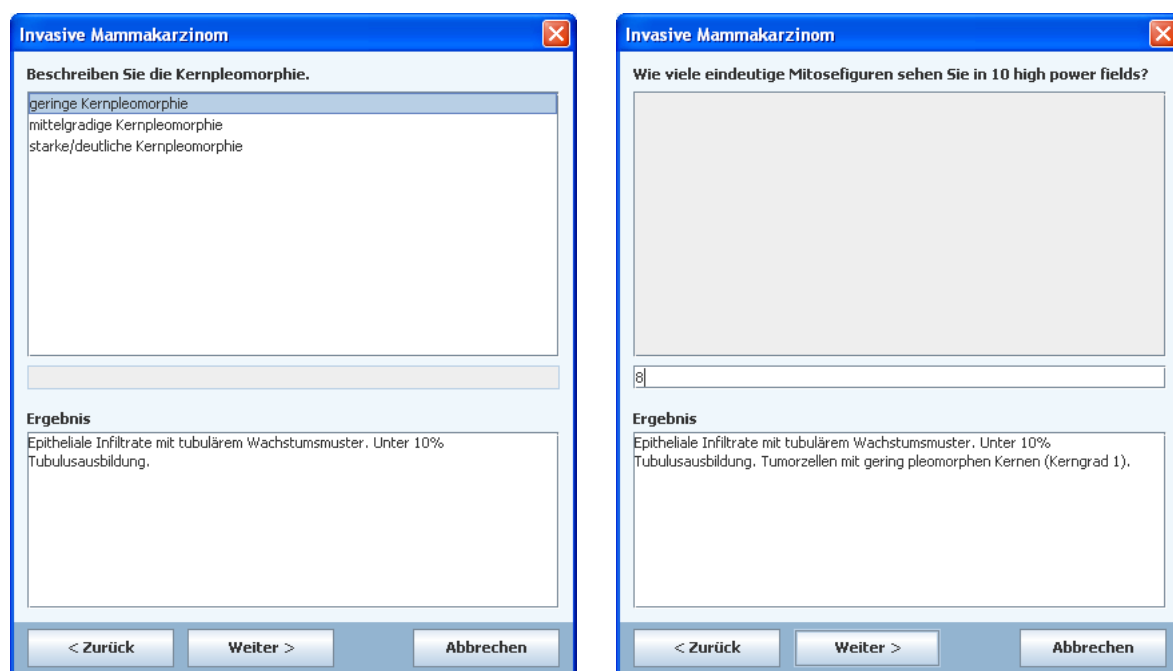 Invasive Mammakarzinom
Beschreiben Sie die Kernpleomorphie.
geringe Kernpleomorphie
mittelgradige Kernpleomorphie
starke/deutliche Kernpleomorphie
Ergebnis
Epitheliale Infiltrate mit tubulärem Wachstumsmuster. Unter 10%
Tubulusausbildung.
< Zurück
Weiter >
Abbrechen
Invasive Mammakarzinom
Wie viele eindeutige Mitosefiguren sehen Sie in 10 high power fields?
8
Ergebnis
Epitheliale Infiltrate mit tubulärem Wachstumsmuster. Unter 10%
Tubulusausbildung. Tumorzellen mit gering pleomorphen Kernen (Kerngrad 1).
< Zurück
Weiter >
Abbrechen